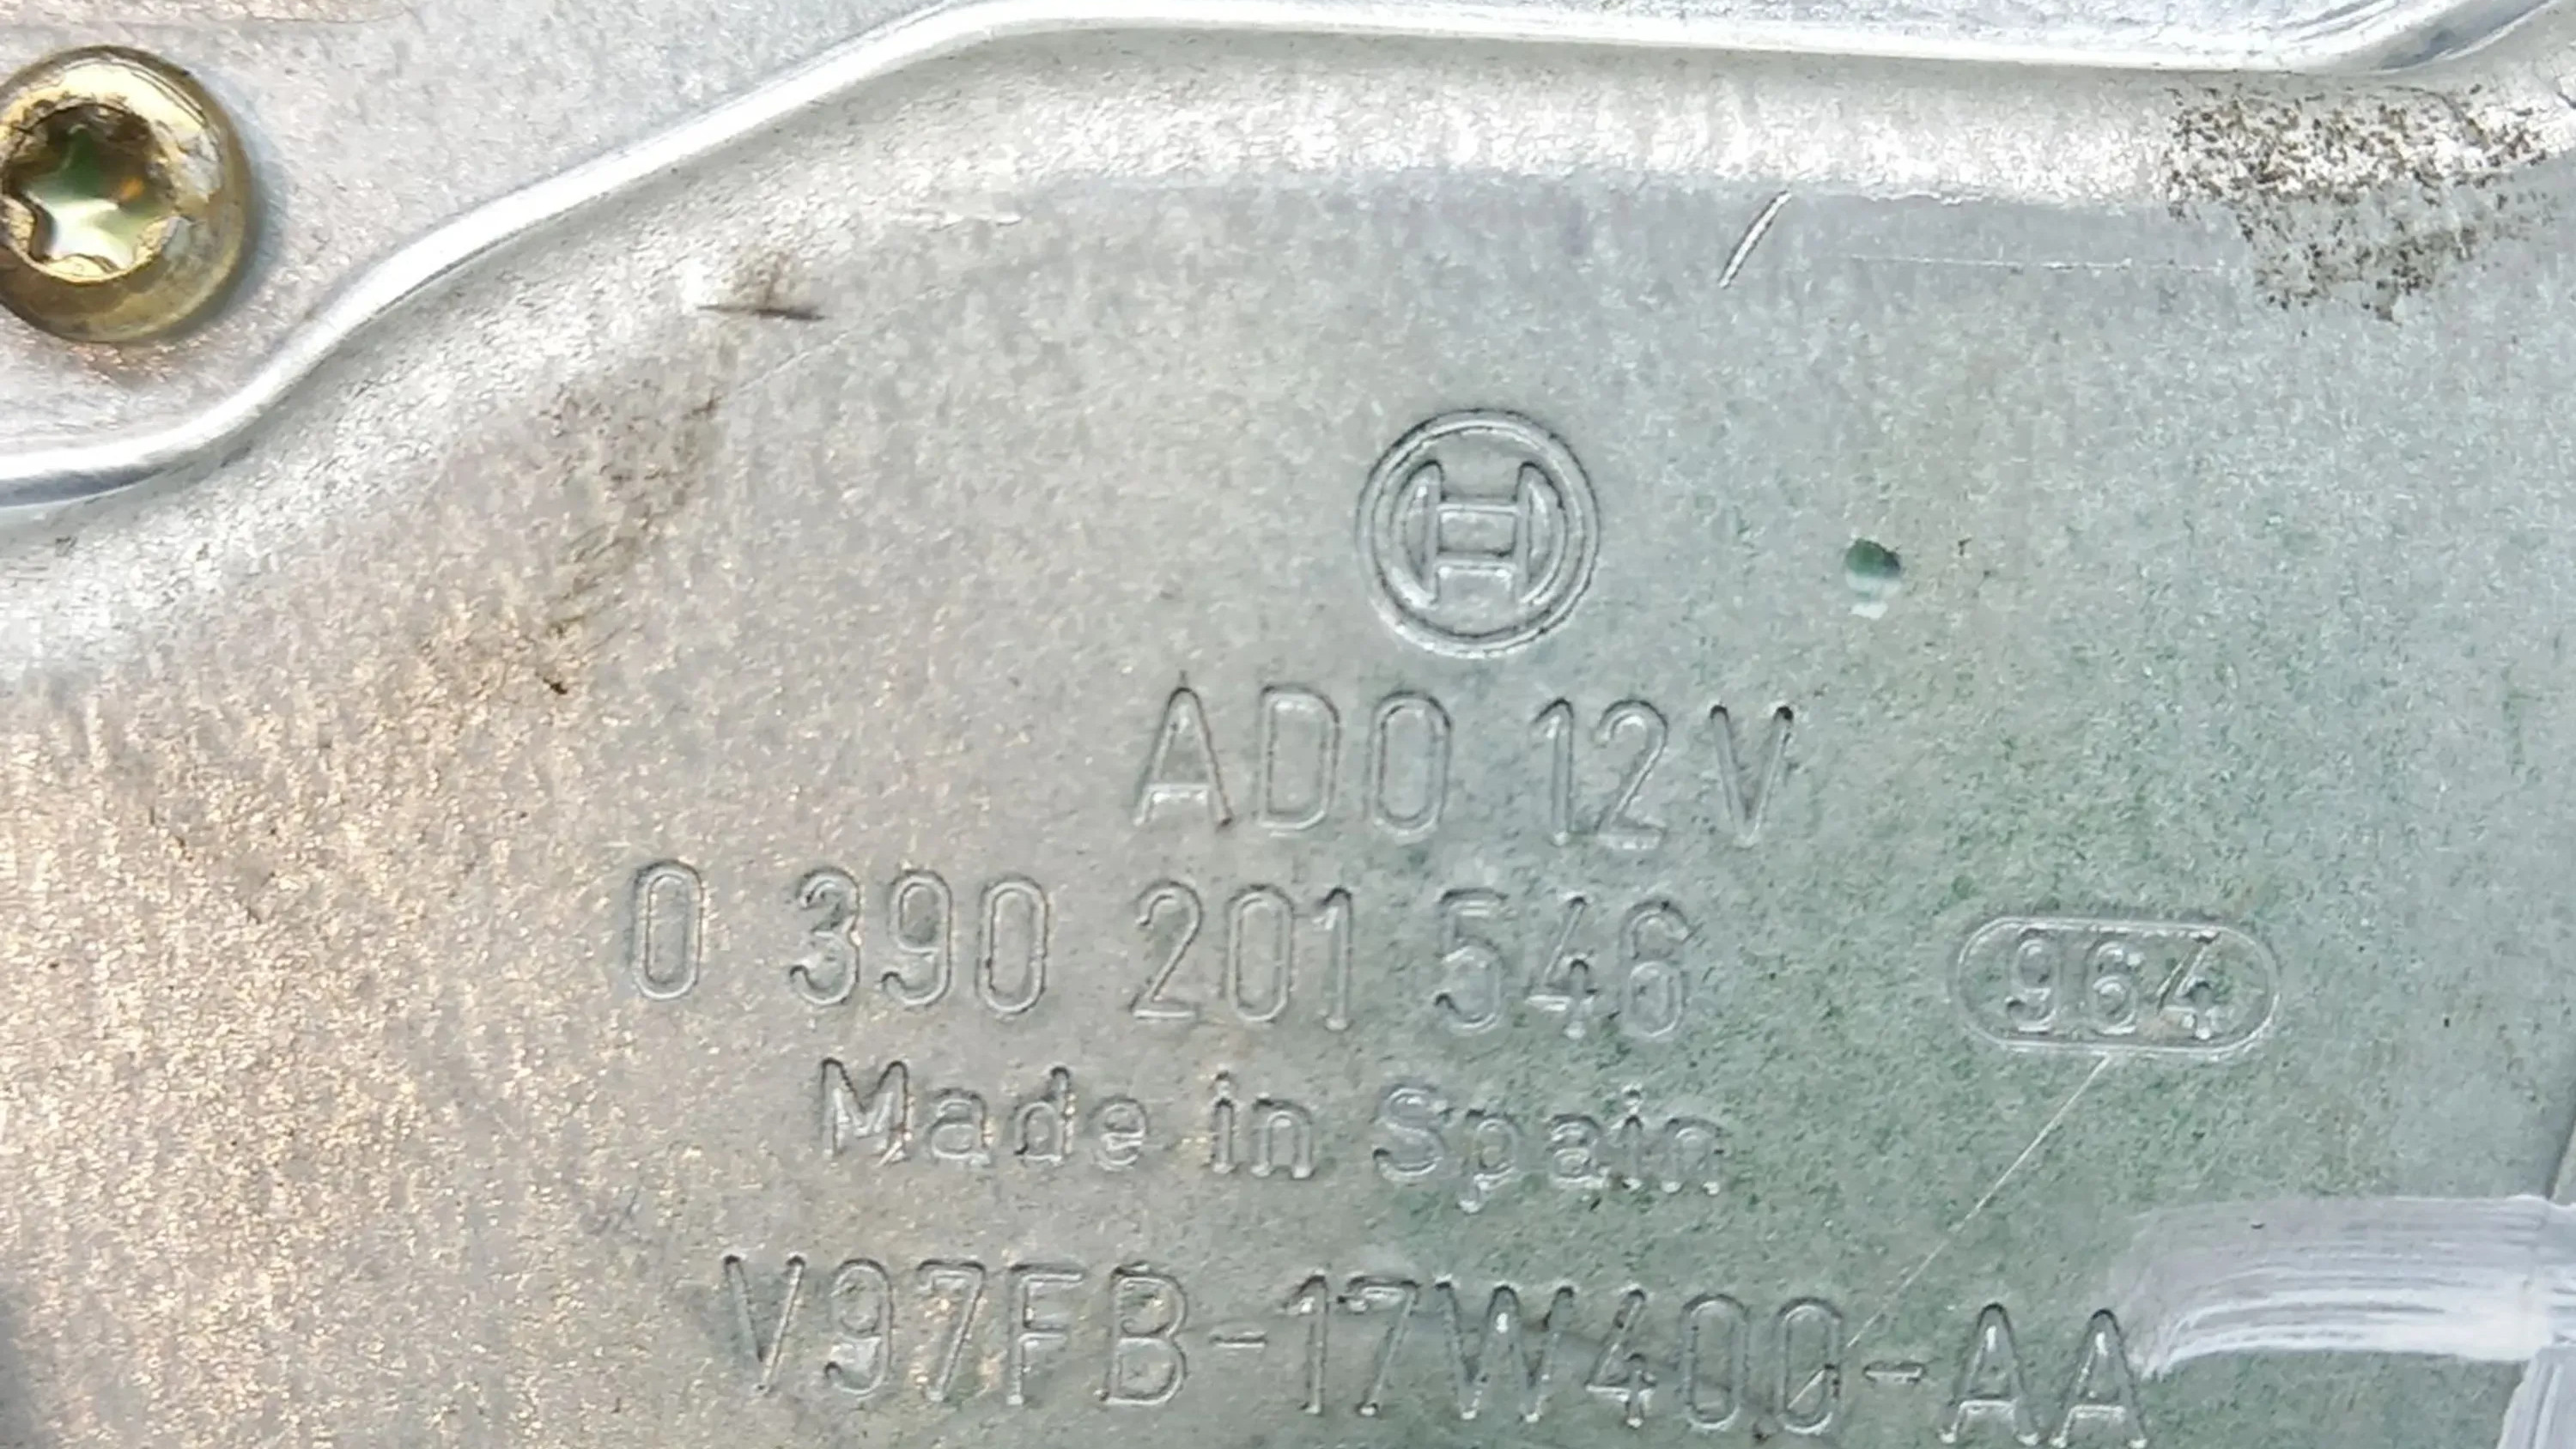 ADO 12V
0 390 201 546
964
Made in Spain
V97FB-17W400-AA